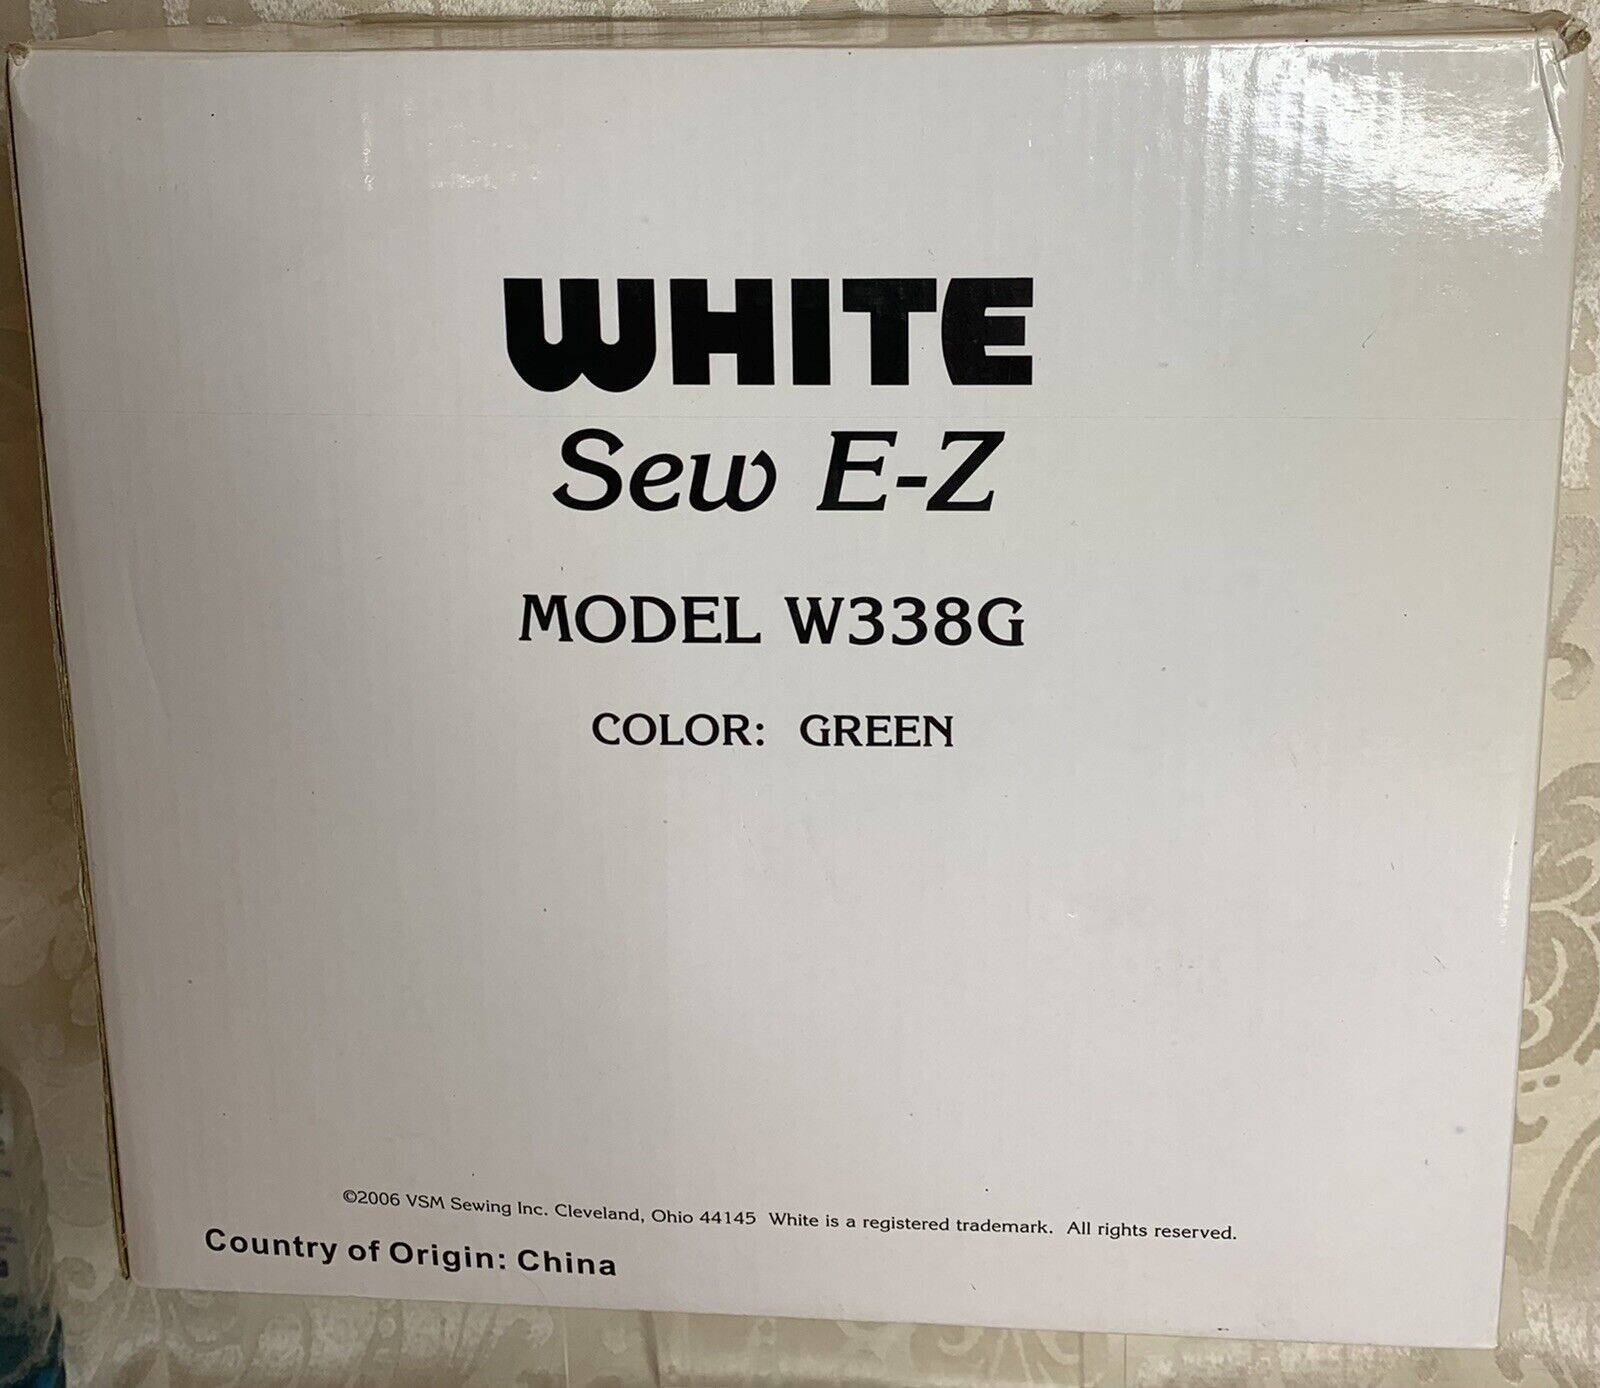 WHITE
Sew E-Z
MODEL W338G
COLOR: GREEN
©2006 VSM Sewing Inc. Cleveland, Ohio 44145 White is a registered trademark. All rights reserved.
Country of Origin: China